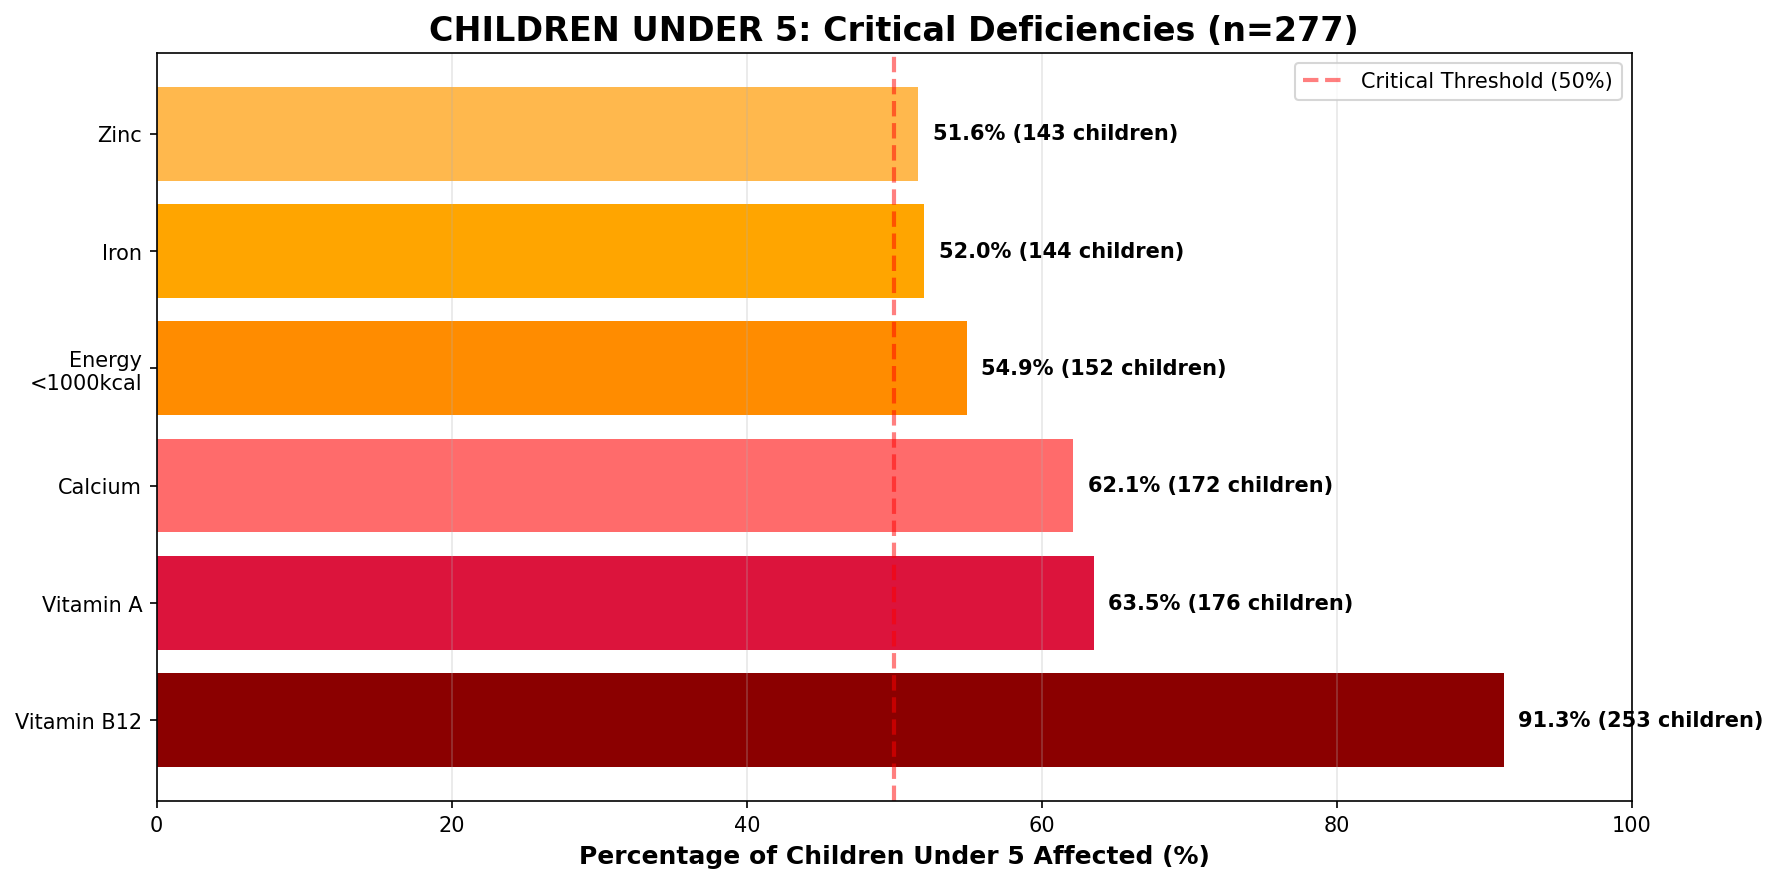 CHILDREN UNDER 5: Critical Deficiencies (n=277)
Critical Threshold (50%)
Zinc
51.6% (143 children)
Iron
52.0% (144 children)
Energy
<1000kcal
54.9% (152 children)
Calcium
62.1% (172 children)
Vitamin A
63.5% (176 children)
Vitamin B12
91.3% (253 children)
0 20 40 60 80 100
Percentage of Children Under 5 Affected (%)